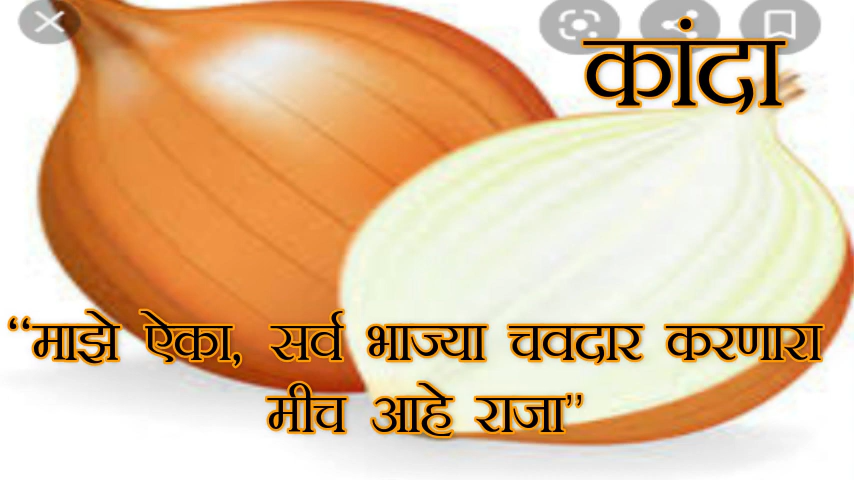 कांदा
“माझे ऐका, सर्व भाज्या चवदार करणारा
मीच आहे राजा”